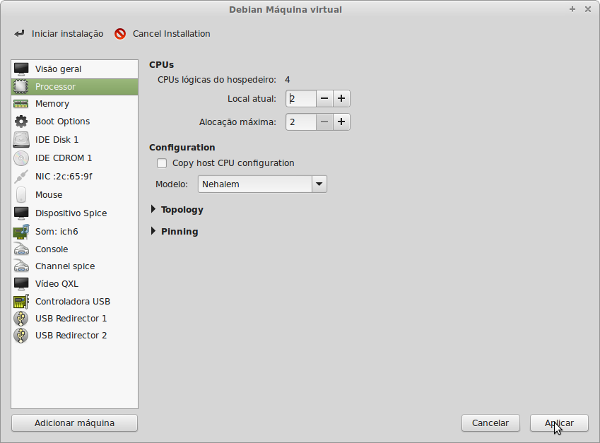 Debian Máquina virtual
Iniciar instalação Cancel Installation
Visão geral
Processor
Memory
Boot Options
IDE Disk 1
IDE CDROM 1
NIC :2c:65:9f
Mouse
Dispositivo Spice
Som: ich6
Console
Channel spice
Vídeo QXL
Controladora USB
USB Redirector 1
USB Redirector 2
Adicionar máquina
CPUs
CPUs lógicas do hospedeiro: 4
Local atual: 2
Alocação máxima: 2
Configuration
Copy host CPU configuration
Modelo: Nehalem
Topology
Pinning
Cancelar Aplicar